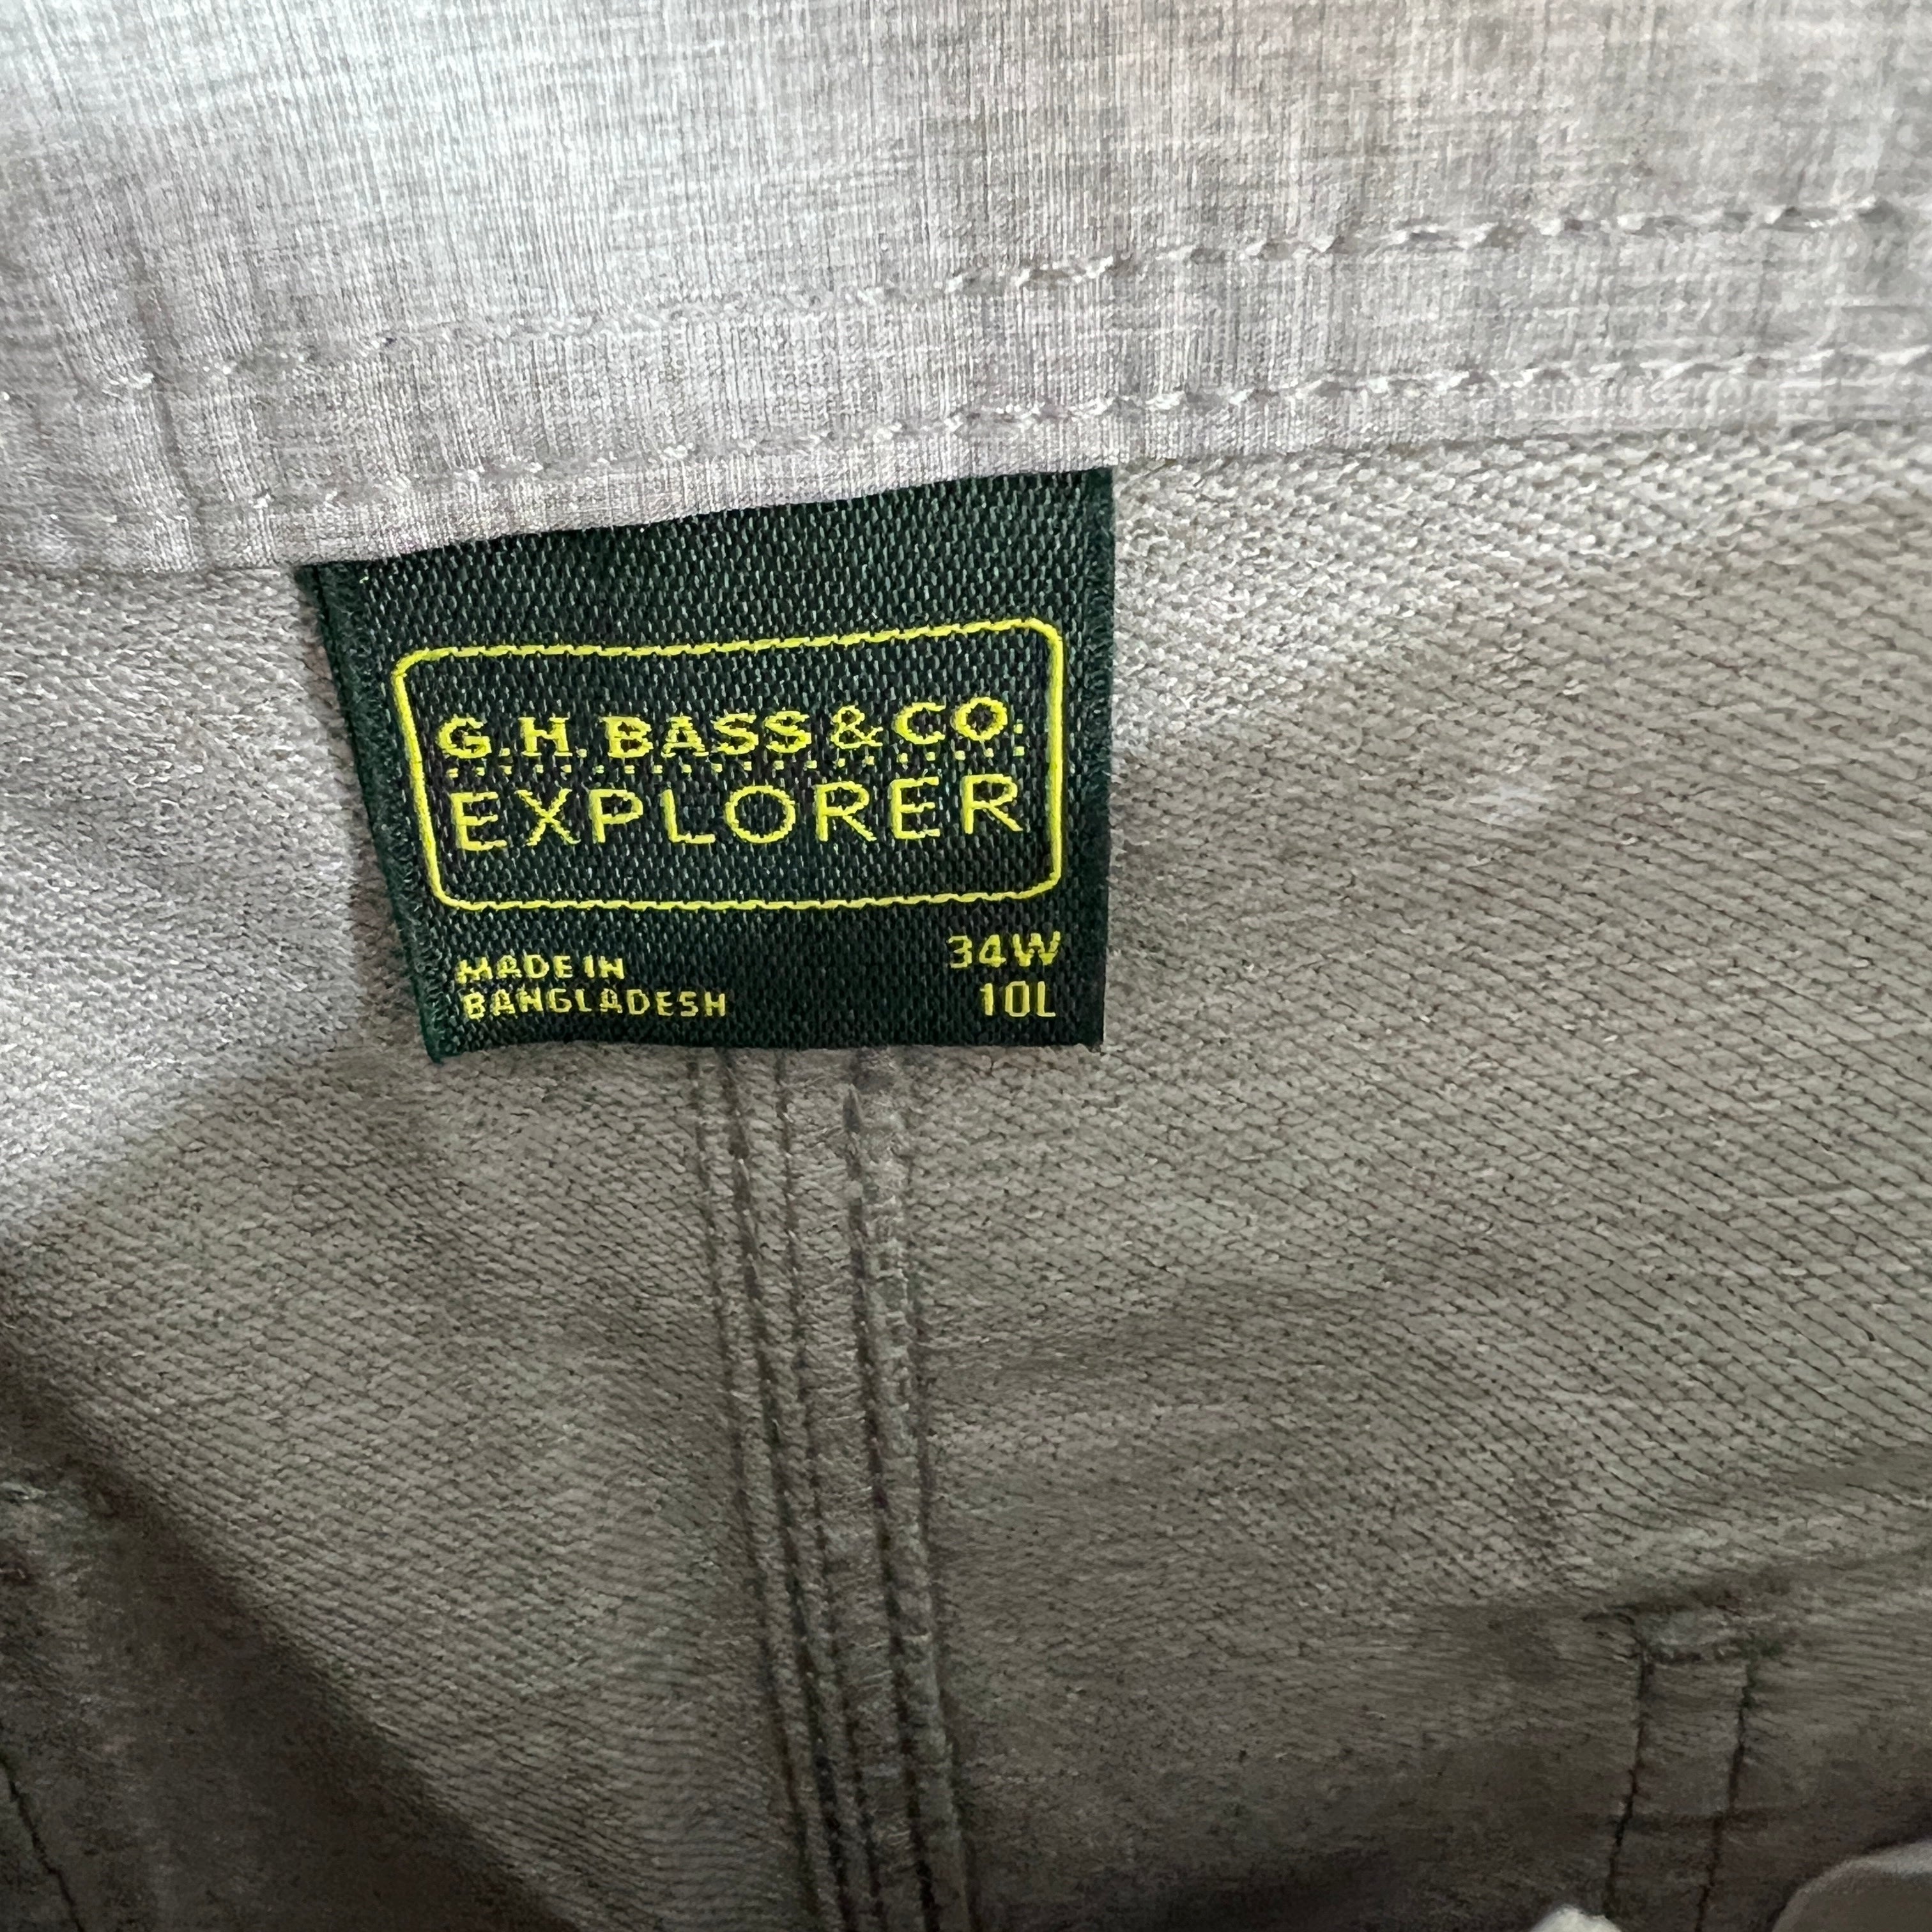 G.H. BASS & CO.
EXPLORER
MADE IN
BANGLADESH
34W
10L